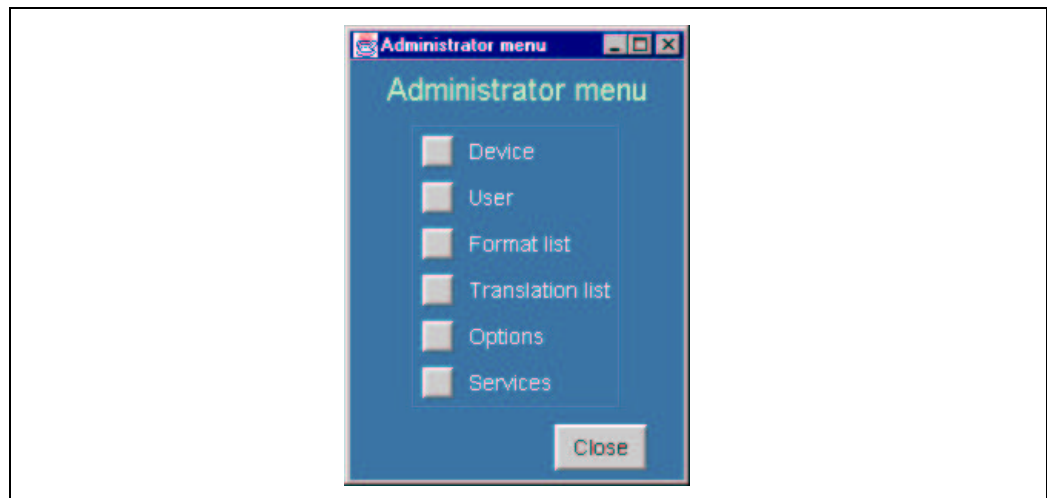 Administrator menu
Administrator menu
Device
User
Format list
Translation list
Options
Services
Close